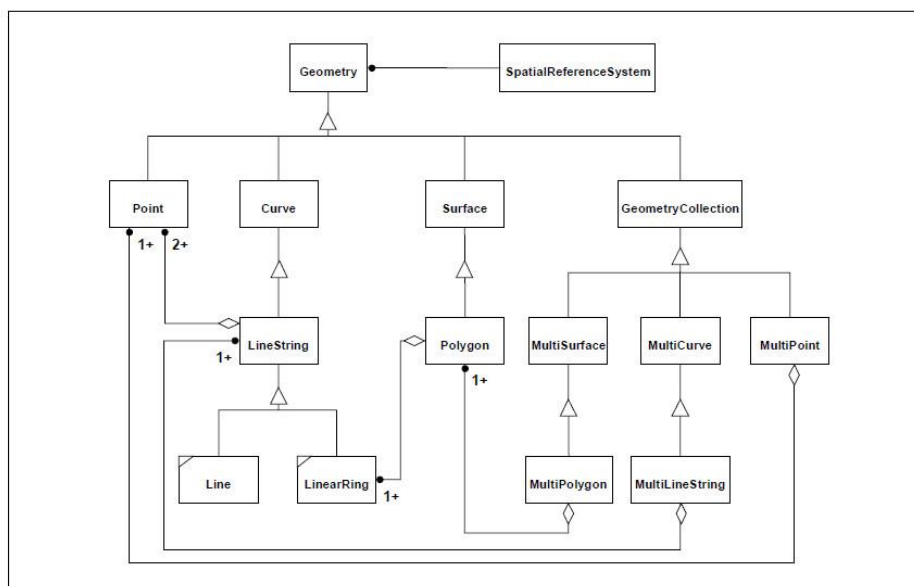 Geometry
SpatialReferenceSystem
Point
Curve
Surface
GeometryCollection
1+
2+
LineString
Polygon
MultiSurface
MultiCurve
MultiPoint
1+
1+
Line
LinearRing
MultiPolygon
MultiLineString
1+